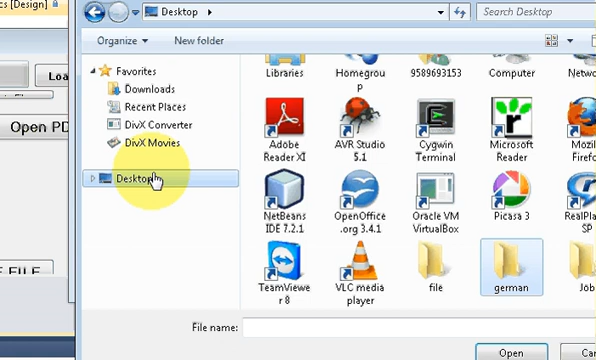 cs [Design]
Desktop
Search Desktop
Organize
New folder
Favorites
Downloads
Recent Places
DivX Converter
DivX Movies
Desktop
Libraries
Homegrou
p
9589693153
Computer
Netwo
Adobe
Reader XI
AVR Studio
5.1
Cygwin
Terminal
Microsoft
Reader
Mozil
Firefo
NetBeans
IDE 7.2.1
OpenOffice
.org 3.4.1
Oracle VM
VirtualBox
Picasa 3
RealPla
SP
TeamViewe
r 8
VLC media
player
file
german
Job
Loa
Open PD
E FILE
File name:
Open
Can